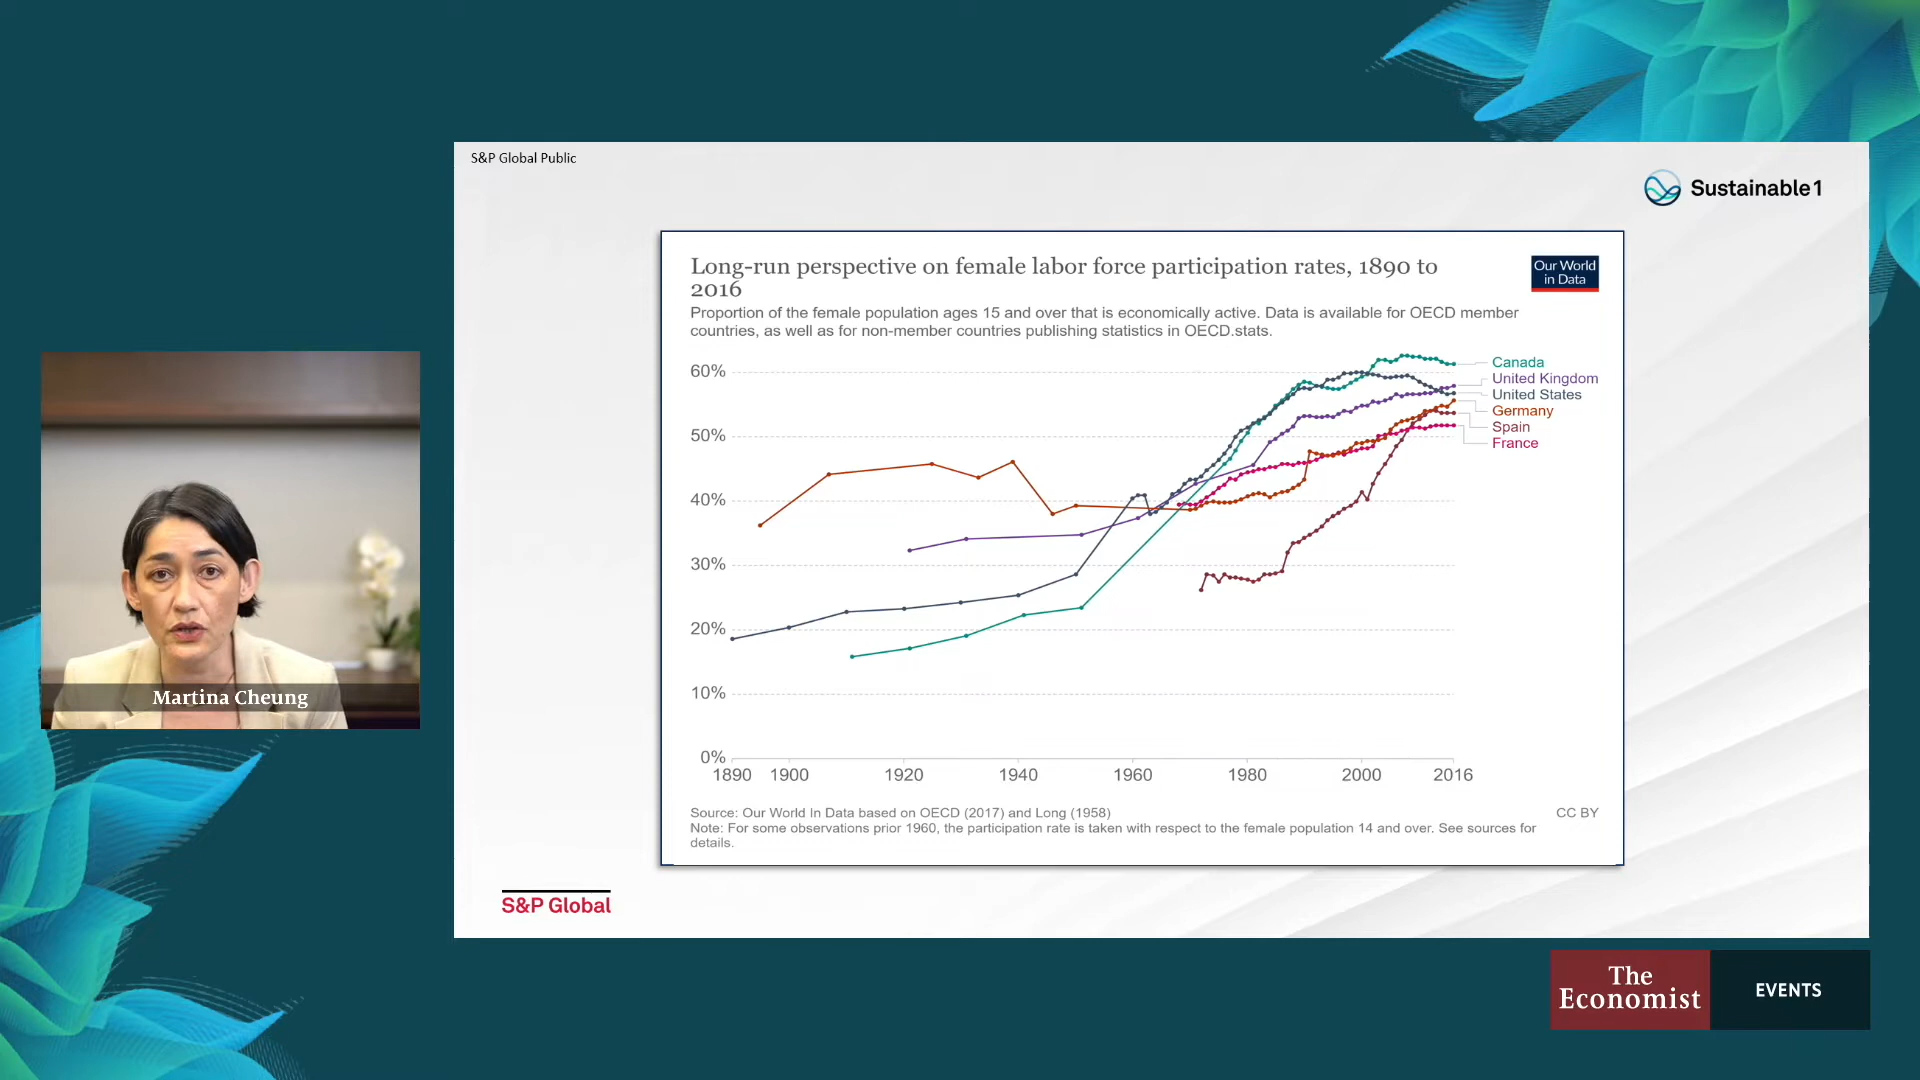 S&P Global Public
Sustainable1
Long-run perspective on female labor force participation rates, 1890 to
2016
Our World
in Data
Proportion of the female population ages 15 and over that is economically active. Data is available for OECD member
countries, as well as for non-member countries publishing statistics in OECD.stats.
60%
50%
40%
30%
20%
10%
0%
Canada
United Kingdom
United States
Germany
Spain
France
1890 1900 1920 1940 1960 1980 2000 2016
Source: Our World In Data based on OECD (2017) and Long (1958)
CC BY
Note: For some observations prior 1960, the participation rate is taken with respect to the female population 14 and over. See sources for
details.
S&P Global
Martina Cheung
The
Economist
EVENTS